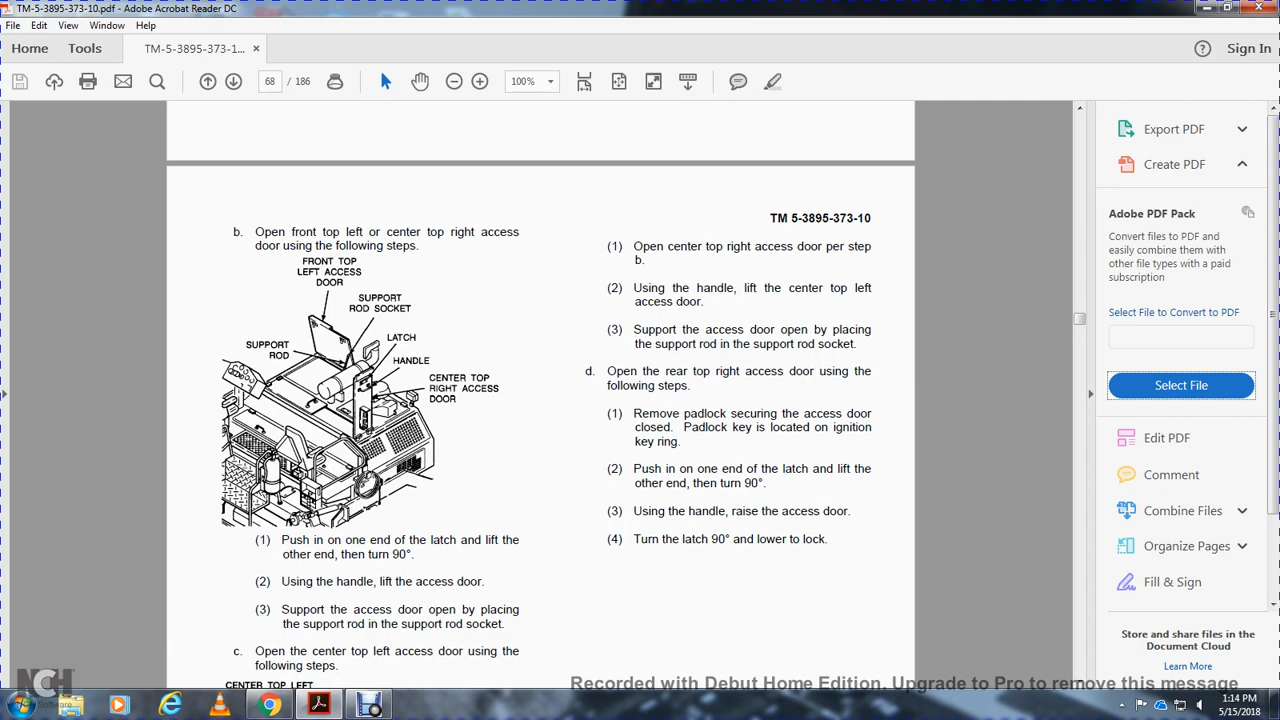 TM-5-3895-373-10.pdf - Adobe Acrobat Reader DC
File Edit View Window Help
Home Tools TM-5-3895-373-1... × Sign In
68 / 186 100%
TM 5-3895-373-10
b. Open front top left or center top right access
door using the following steps.
FRONT TOP
LEFT ACCESS
DOOR
SUPPORT
ROD SOCKET
LATCH
SUPPORT
ROD
HANDLE
CENTER TOP
RIGHT ACCESS
DOOR
(1) Push in on one end of the latch and lift the
other end, then turn 90°.
(2) Using the handle, lift the access door.
(3) Support the access door open by placing
the support rod in the support rod socket.
c. Open the center top left access door using the
following steps.
CENTER TOP LEFT
(1) Open center top right access door per step
b.
(2) Using the handle, lift the center top left
access door.
(3) Support the access door open by placing
the support rod in the support rod socket.
d. Open the rear top right access door using the
following steps.
(1) Remove padlock securing the access door
closed. Padlock key is located on ignition
key ring.
(2) Push in on one end of the latch and lift the
other end, then turn 90°.
(3) Using the handle, raise the access door.
(4) Turn the latch 90° and lower to lock.
Export PDF
Create PDF
Adobe PDF Pack
Convert files to PDF and
easily combine them with
other file types with a paid
subscription
Select File to Convert to PDF
Select File
Edit PDF
Comment
Combine Files
Organize Pages
Fill & Sign
Store and share files in the
Document Cloud
Learn More
NCH
Software
Recorded with Debut Home Edition. Upgrade to Pro to remove this message
1:14 PM
5/15/2018